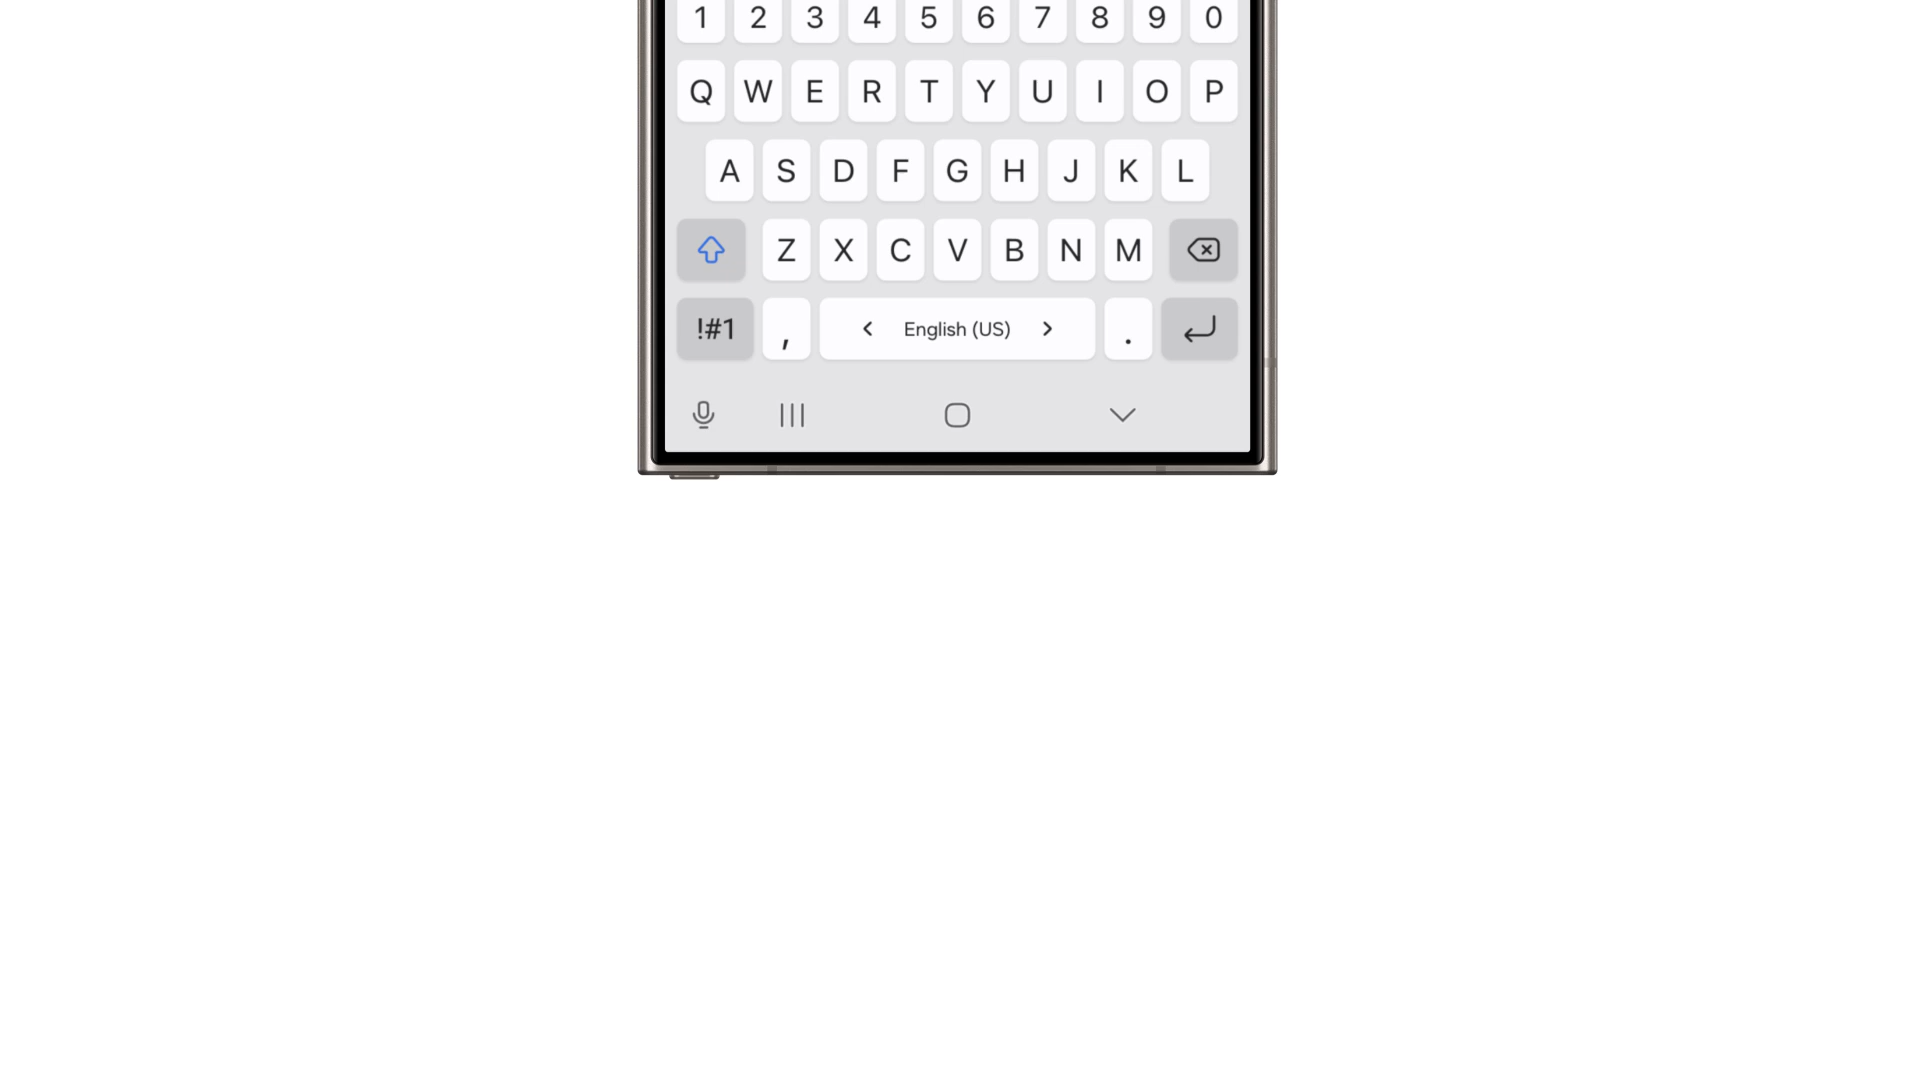 1 2 3 4 5 6 7 8 9 0
Q W E R T Y U I O P
A S D F G H J K L
Z X C V B N M
!#1 , < English (US) > .